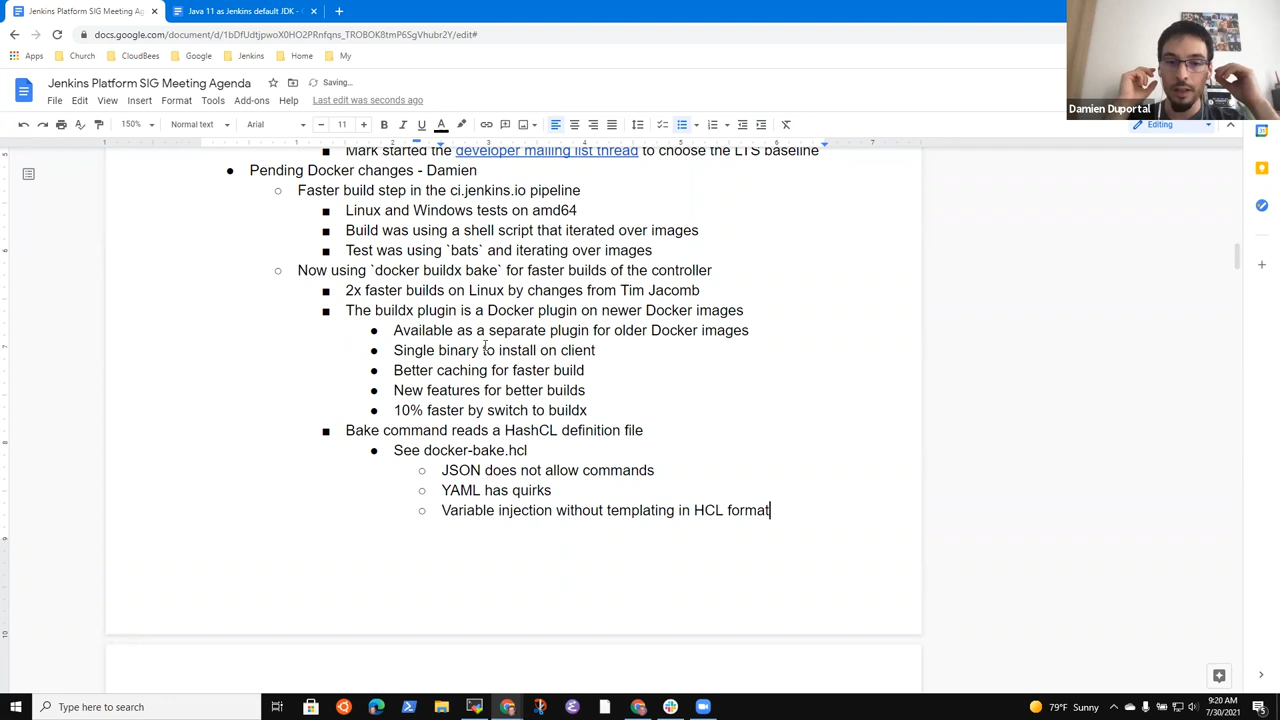 Jenkins Platform SIG Meeting Ag
Java 11 as Jenkins default JDK - G
docs.google.com/document/d/1bDfUdtjpwoX0HO2PRnfqns_TROBOK8tmP6SgVhubr2Y/edit#
Apps
Church
CloudBees
Google
Jenkins
Home
My
Damien Duportal
Jenkins Platform SIG Meeting Agenda
Saving...
File Edit View Insert Format Tools Add-ons Help
Last edit was seconds ago
150% Normal text Arial 11
Editing
1 1 2 3 4 5 6 7
Mark started the developer mailing list thread to choose the LTS baseline
Pending Docker changes - Damien
Faster build step in the ci.jenkins.io pipeline
Linux and Windows tests on amd64
Build was using a shell script that iterated over images
Test was using `bats` and iterating over images
Now using `docker buildx bake` for faster builds of the controller
2x faster builds on Linux by changes from Tim Jacomb
The buildx plugin is a Docker plugin on newer Docker images
Available as a separate plugin for older Docker images
Single binary to install on client
Better caching for faster build
New features for better builds
10% faster by switch to buildx
Bake command reads a HashCL definition file
See docker-bake.hcl
JSON does not allow commands
YAML has quirks
Variable injection without templating in HCL format
Type here to search
79°F Sunny
9:20 AM
7/30/2021